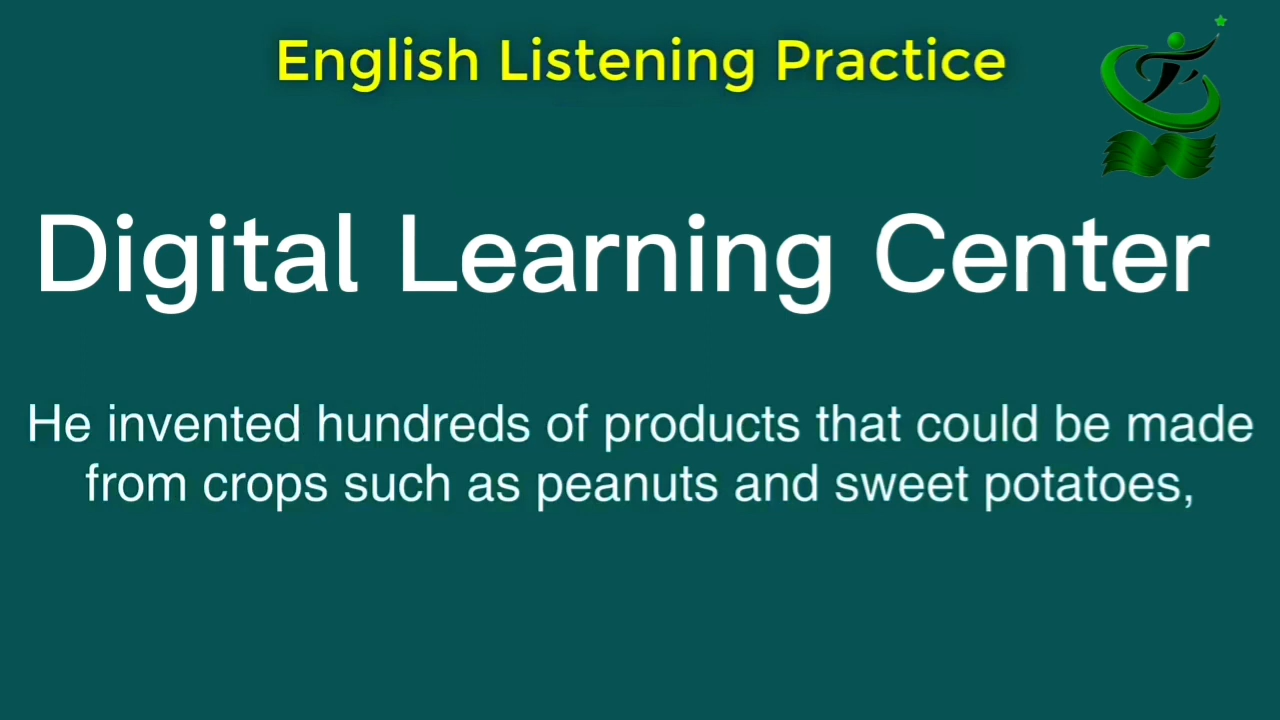 English Listening Practice
Digital Learning Center
He invented hundreds of products that could be made
from crops such as peanuts and sweet potatoes,